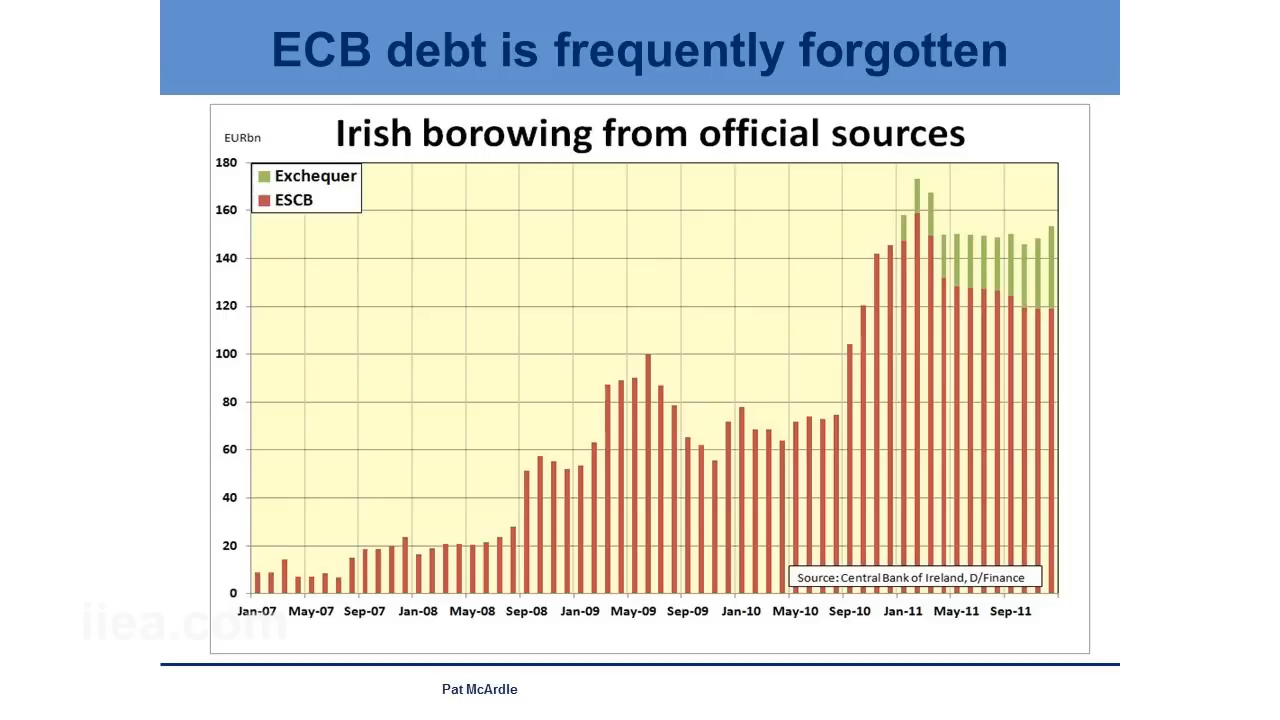 ECB debt is frequently forgotten
Irish borowing from official sources
EURbn
180
160
140
120
100
80
60
40
20
0
Exchequer
ESCB
Source: Central Bank of Ireland, D/Finance
Jan-07 May-07 Sep-07 Jan-08 May-08 Sep-08 Jan-09 May-09 Sep-09 Jan-10 May-10 Sep-10 Jan-11 May-11 Sep-11
iiea.com
Pat McArdle